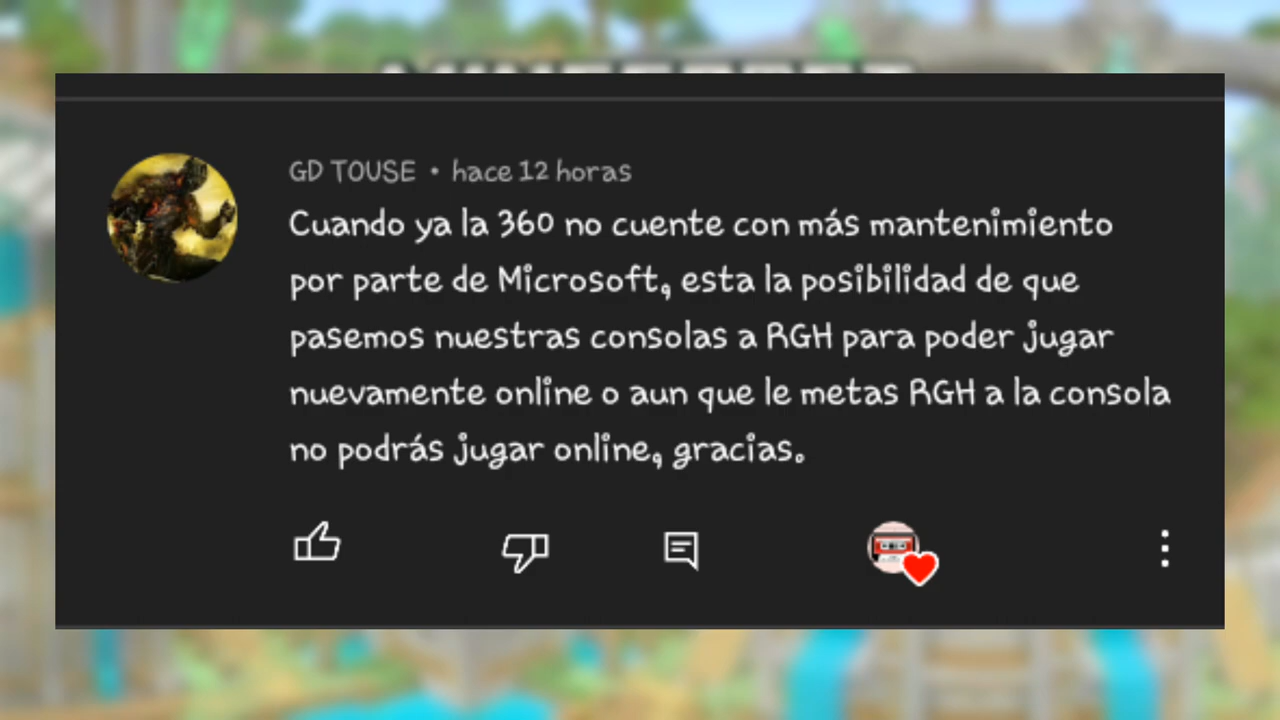 GD TOUSE • hace 12 horas
Cuando ya la 360 no cuente con más mantenimiento
por parte de Microsoft, esta la posibilidad de que
pasemos nuestras consolas a RGH para poder jugar
nuevamente online o aun que le metas RGH a la consola
no podrás jugar online, gracias.